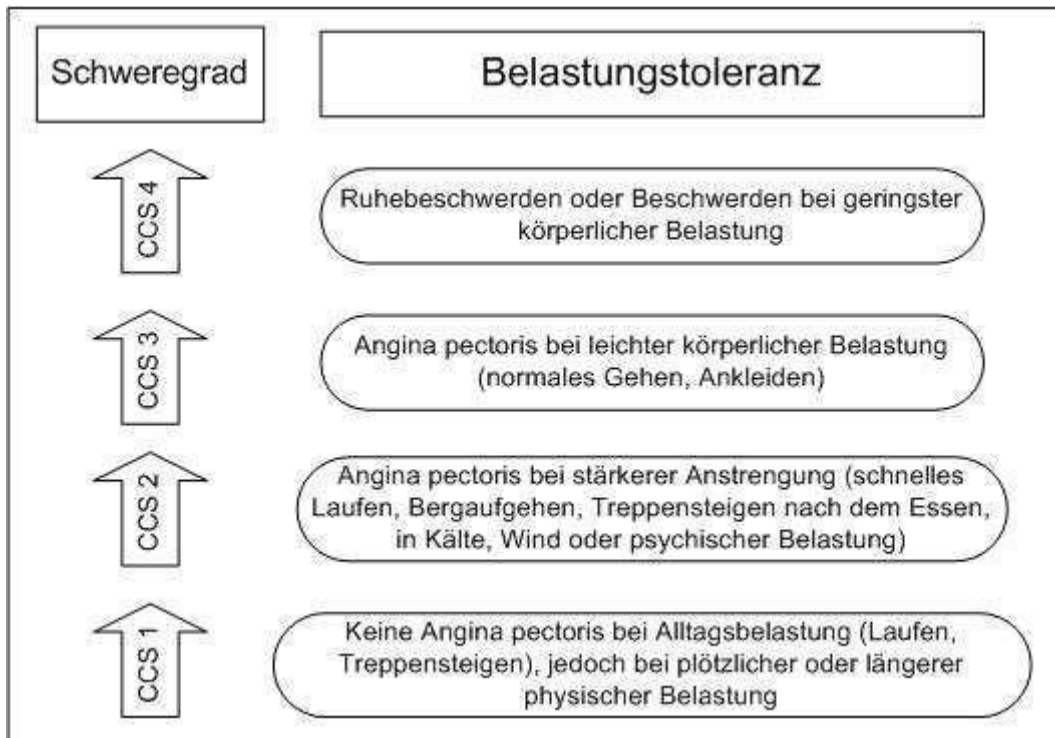 Schweregrad
Belastungstoleranz
CCS 4
Ruhebeschwerden oder Beschwerden bei geringster
körperlicher Belastung
CCS 3
Angina pectoris bei leichter körperlicher Belastung
(normales Gehen, Ankleiden)
CCS 2
Angina pectoris bei stärkerer Anstrengung (schnelles
Laufen, Bergaufgehen, Treppensteigen nach dem Essen,
in Kälte, Wind oder psychischer Belastung)
CCS 1
Keine Angina pectoris bei Alltagsbelastung (Laufen,
Treppensteigen), jedoch bei plötzlicher oder längerer
physischer Belastung